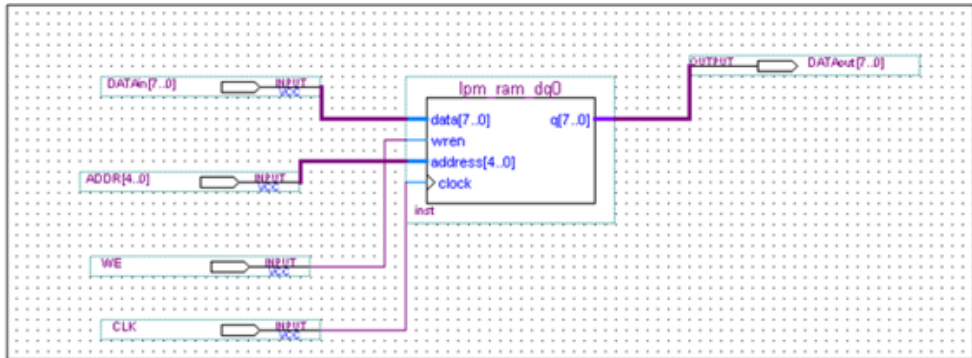 DATAin[7..0] INPUT
VCC
OUTPUT DATAout[7..0]
lpm_ram_dq0
data[7..0] q[7..0]
wren
address[4..0]
clock
inst
ADDR[4..0] INPUT
VCC
WE INPUT
VCC
CLK INPUT
VCC